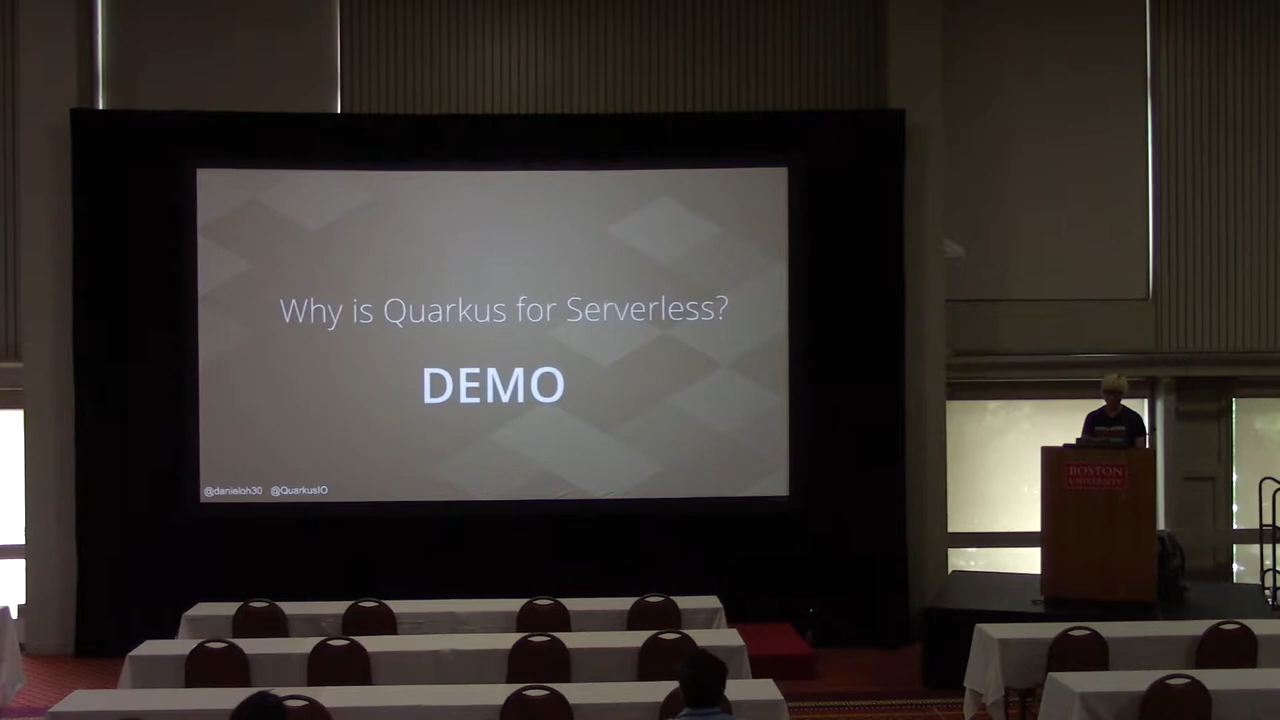 Why is Quarkus for Serverless?
DEMO
@danieloh30 @QuarkusIO
BOSTON
UNIVERSITY